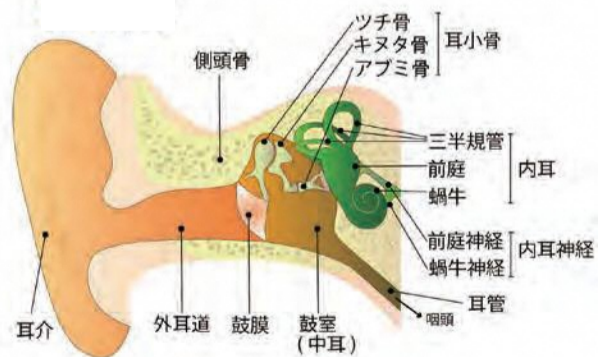 ツチ骨
キヌタ骨
アブミ骨
耳小骨
側頭骨
三半規管
前庭
蝸牛
内耳
前庭神経
蝸牛神経
内耳神経
耳管
咽頭
耳介
外耳道
鼓膜
鼓室
(中耳)